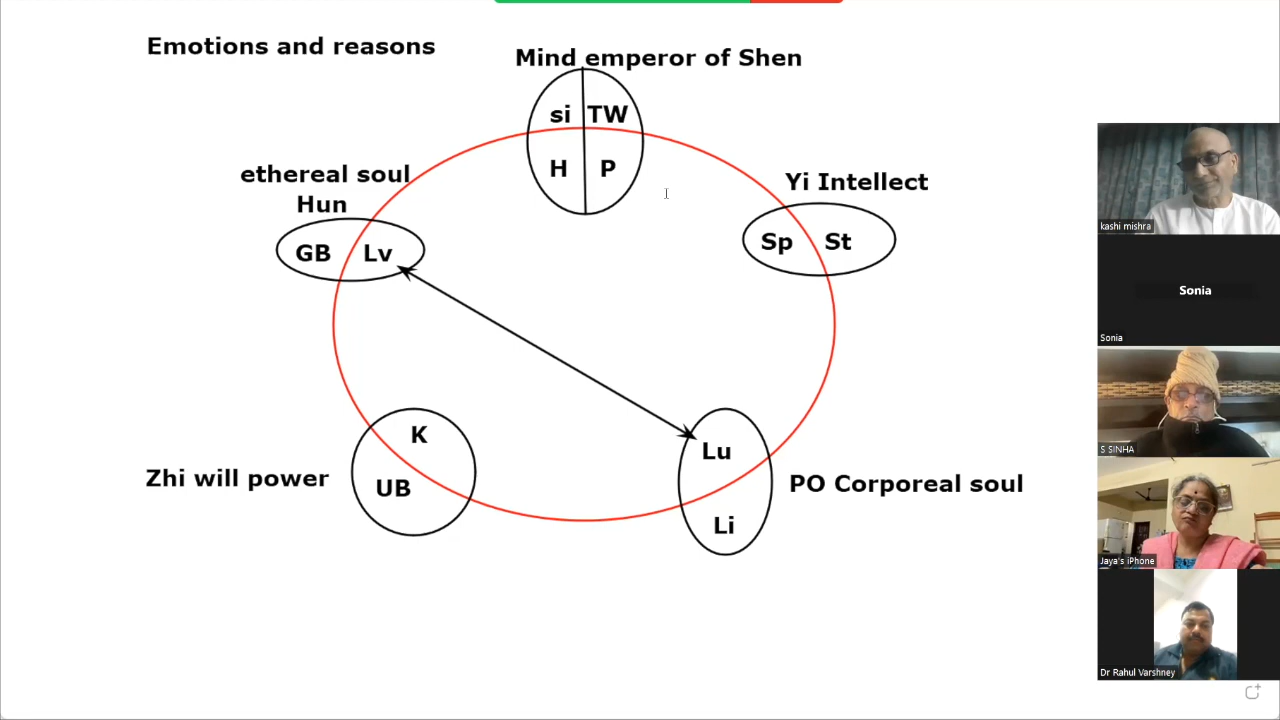 Emotions and reasons
Mind emperor of Shen
si TW
H P
ethereal soul
Hun
GB Lv
Yi Intellect
Sp St
K
UB
Zhi will power
Lu
Li
PO Corporeal soul
kashi mishra
Sonia
Sonia
S SINHA
Jaya's iPhone
Dr Rahul Varshney